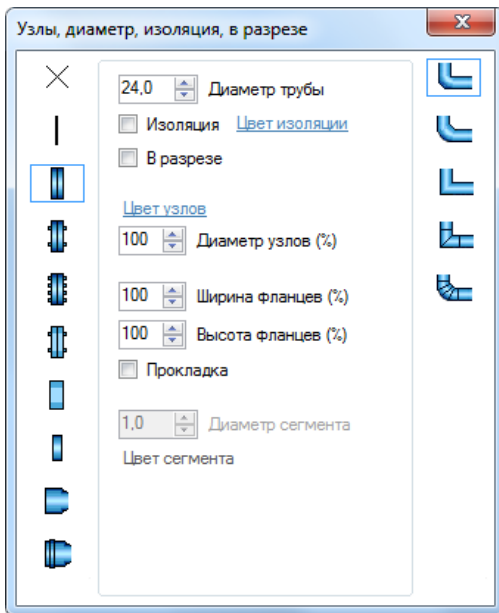 Узлы, диаметр, изоляция, в разрезе
24,0 Диаметр трубы
Изоляция Цвет изоляции
В разрезе
Цвет узлов
100 Диаметр узлов (%)
100 Ширина фланцев (%)
100 Высота фланцев (%)
Прокладка
1,0 Диаметр сегмента
Цвет сегмента